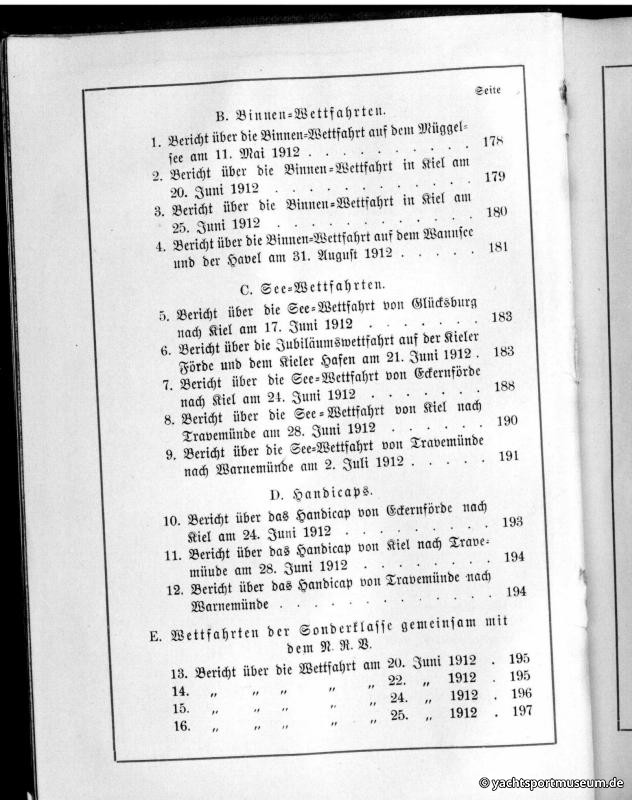 Seite
B. Binnen-Wettfahrten.
1. Bericht über die Binnen-Wettfahrt auf dem Müggel-
see am 11. Mai 1912 . . . . . . . . . . 178
2. Bericht über die Binnen-Wettfahrt in Kiel am
20. Juni 1912 . . . . . . . . . . . . 179
3. Bericht über die Binnen-Wettfahrt in Kiel am
25. Juni 1912 . . . . . . . . . . . . 180
4. Bericht über die Binnen-Wettfahrt auf dem Wannsee
und der Havel am 31. August 1912 . . . . . 181
C. See-Wettfahrten.
5. Bericht über die See-Wettfahrt von Glücksburg
nach Kiel am 17. Juni 1912 . . . . . . . 183
6. Bericht über die Jubiläumswettfahrt auf der Kieler
Förde und dem Kieler Hafen am 21. Juni 1912 . 183
7. Bericht über die See-Wettfahrt von Eckernförde
nach Kiel am 24. Juni 1912 . . . . . . . 188
8. Bericht über die See-Wettfahrt von Kiel nach
Travemünde am 28. Juni 1912 . . . . . . 190
9. Bericht über die See-Wettfahrt von Travemünde
nach Warnemünde am 2. Juli 1912 . . . . . 191
D. Handicaps.
10. Bericht über das Handicap von Eckernförde nach
Kiel am 24. Juni 1912 . . . . . . . . . 193
11. Bericht über das Handicap von Kiel nach Trave-
münde am 28. Juni 1912 . . . . . . . . 194
12. Bericht über das Handicap von Travemünde nach
Warnemünde . . . . . . . . . . . . . 194
E. Wettfahrten der Sonderklasse gemeinsam mit
dem N. R. V.
13. Bericht über die Wettfahrt am 20. Juni 1912 . 195
14. „ „ „ „ „ 22. „ 1912 . 195
15. „ „ „ „ „ 24. „ 1912 . 196
16. „ „ „ „ „ 25. „ 1912 . 197
© yachtsportmuseum.de